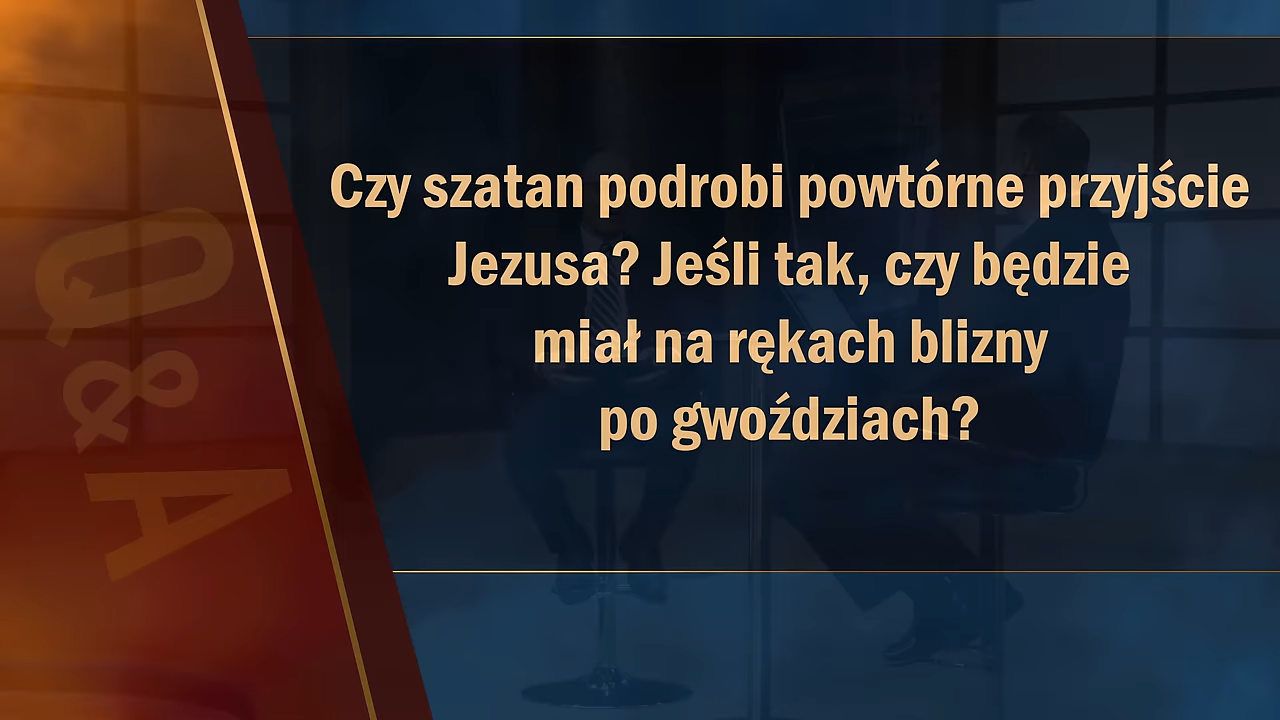 Czy szatan podrobi powtórne przyjście
Jezusa? Jeśli tak, czy będzie
miał na rękach blizny
po gwoździach?
Q&A